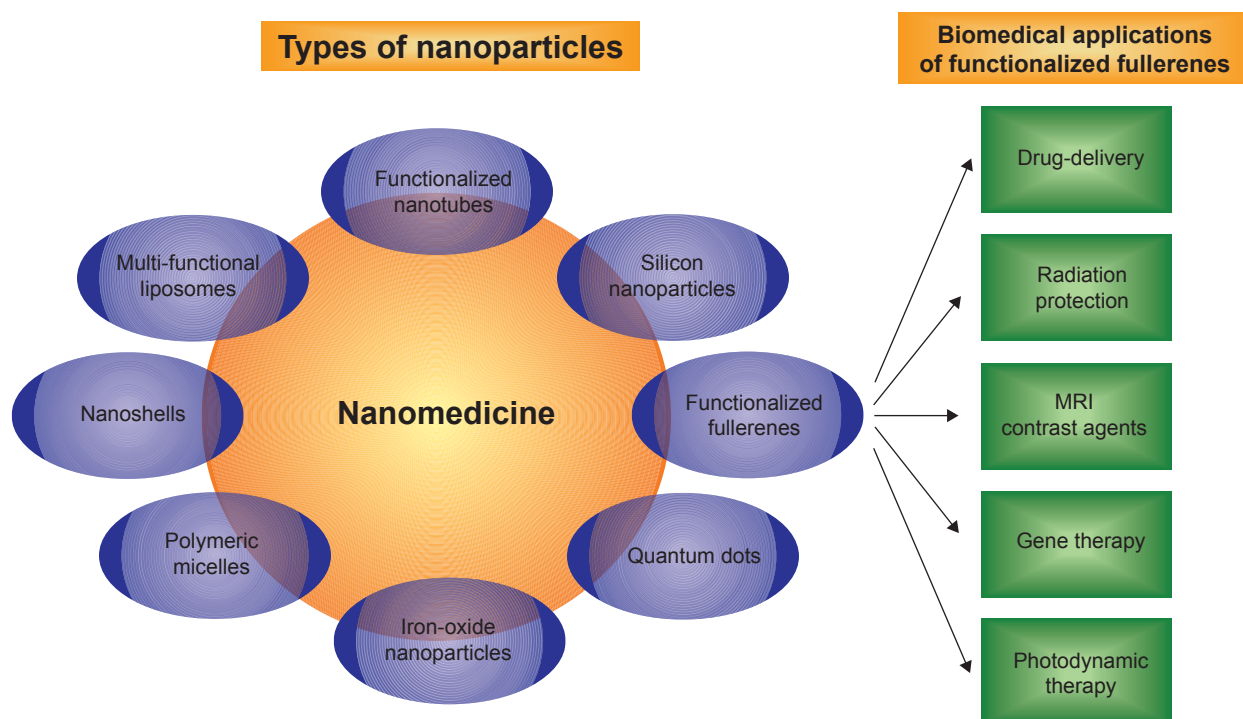 Types of nanoparticles
Biomedical applications
of functionalized fullerenes
Functionalized
nanotubes
Multi-functional
liposomes
Silicon
nanoparticles
Nanoshells
Nanomedicine
Functionalized
fullerenes
Polymeric
micelles
Quantum dots
Iron-oxide
nanoparticles
Drug-delivery
Radiation
protection
MRI
contrast agents
Gene therapy
Photodynamic
therapy